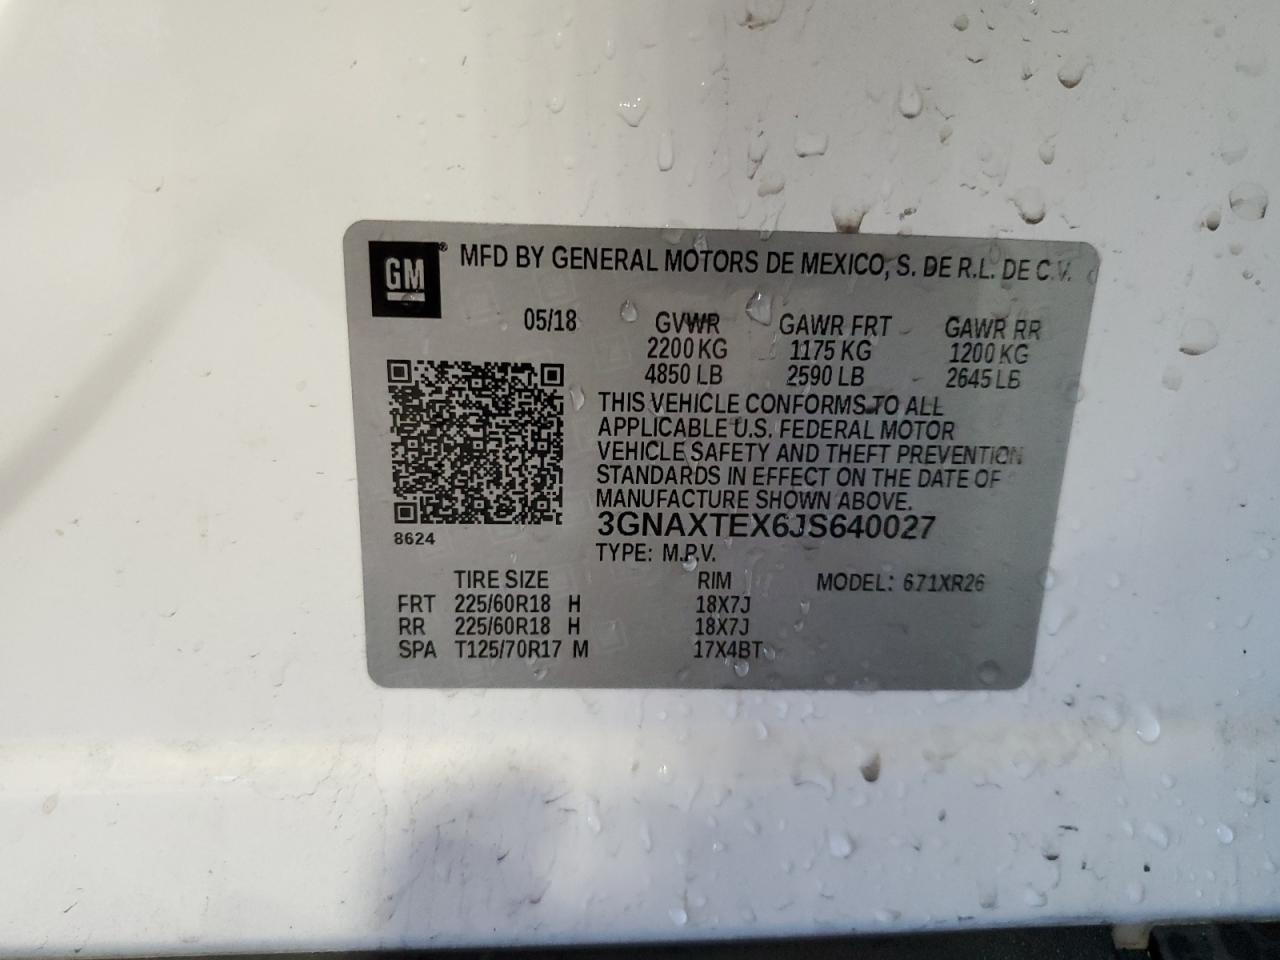 GM® MFD BY GENERAL MOTORS DE MEXICO, S. DE R.L. DE C.V.
05/18 GVWR GAWR FRT GAWR RR
2200 KG 1175 KG 1200 KG
4850 LB 2590 LB 2645 LB
THIS VEHICLE CONFORMS TO ALL
APPLICABLE U.S. FEDERAL MOTOR
VEHICLE SAFETY AND THEFT PREVENTION
STANDARDS IN EFFECT ON THE DATE OF
MANUFACTURE SHOWN ABOVE.
3GNAXTEX6JS640027
8624
TYPE: M.P.V.
TIRE SIZE RIM MODEL: 671XR26
FRT 225/60R18 H 18X7J
RR 225/60R18 H 18X7J
SPA T125/70R17 M 17X4BT